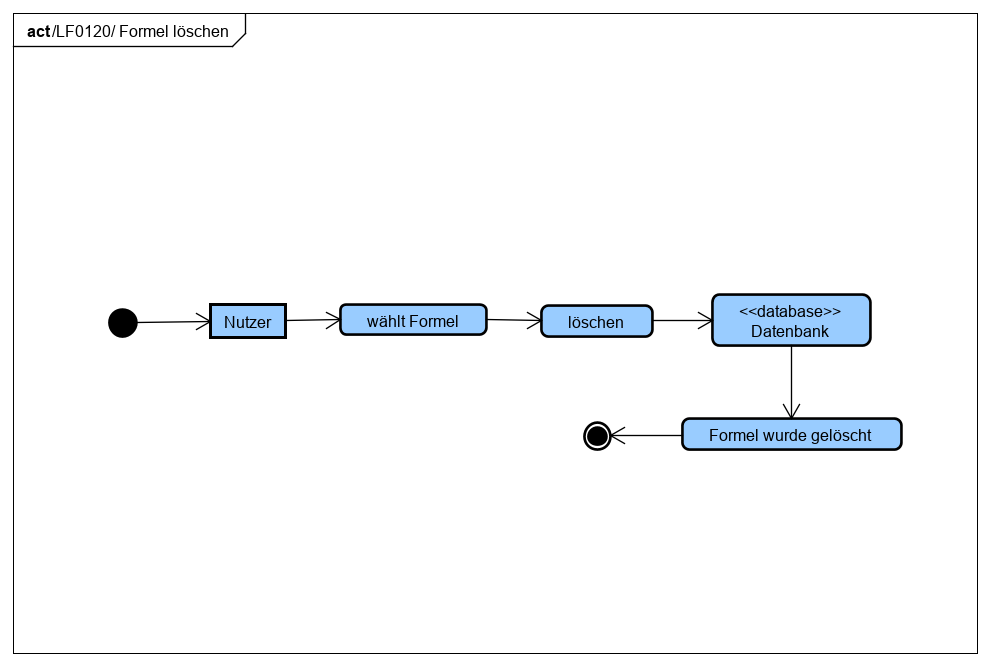 act/LF0120/ Formel löschen
Nutzer
wählt Formel
löschen
<<database>>
Datenbank
Formel wurde gelöscht